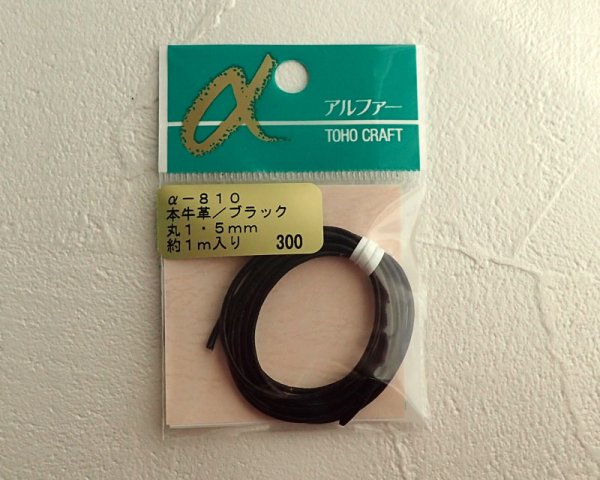 α
アルファー
TOHO CRAFT
α－８１０
本牛革／ブラック
丸１・５ｍｍ
約１ｍ入り 300